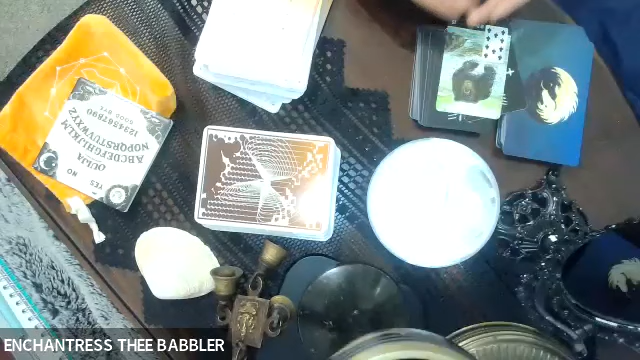 YES NO
OUIJA
ABCDEFGHIJKLM
NOPQRSTUVWXYZ
1234567890
GOOD BYE
ENCHANTRESS THEE BABBLER